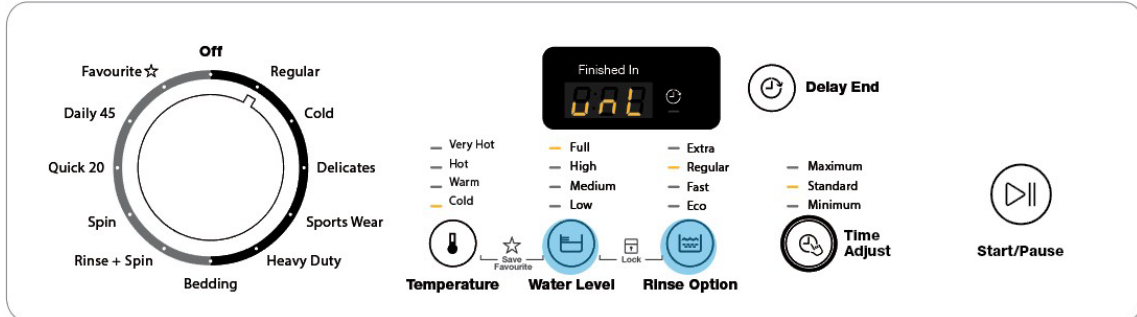 Off
Favourite ☆
Regular
Daily 45
Cold
Quick 20
Delicates
Spin
Sports Wear
Rinse + Spin
Heavy Duty
Bedding
Finished In
unL
Delay End
Very Hot
Hot
Warm
Cold
Full
High
Medium
Low
Extra
Regular
Fast
Eco
Maximum
Standard
Minimum
Save
Favourite
Lock
Temperature
Water Level
Rinse Option
Time
Adjust
Start/Pause